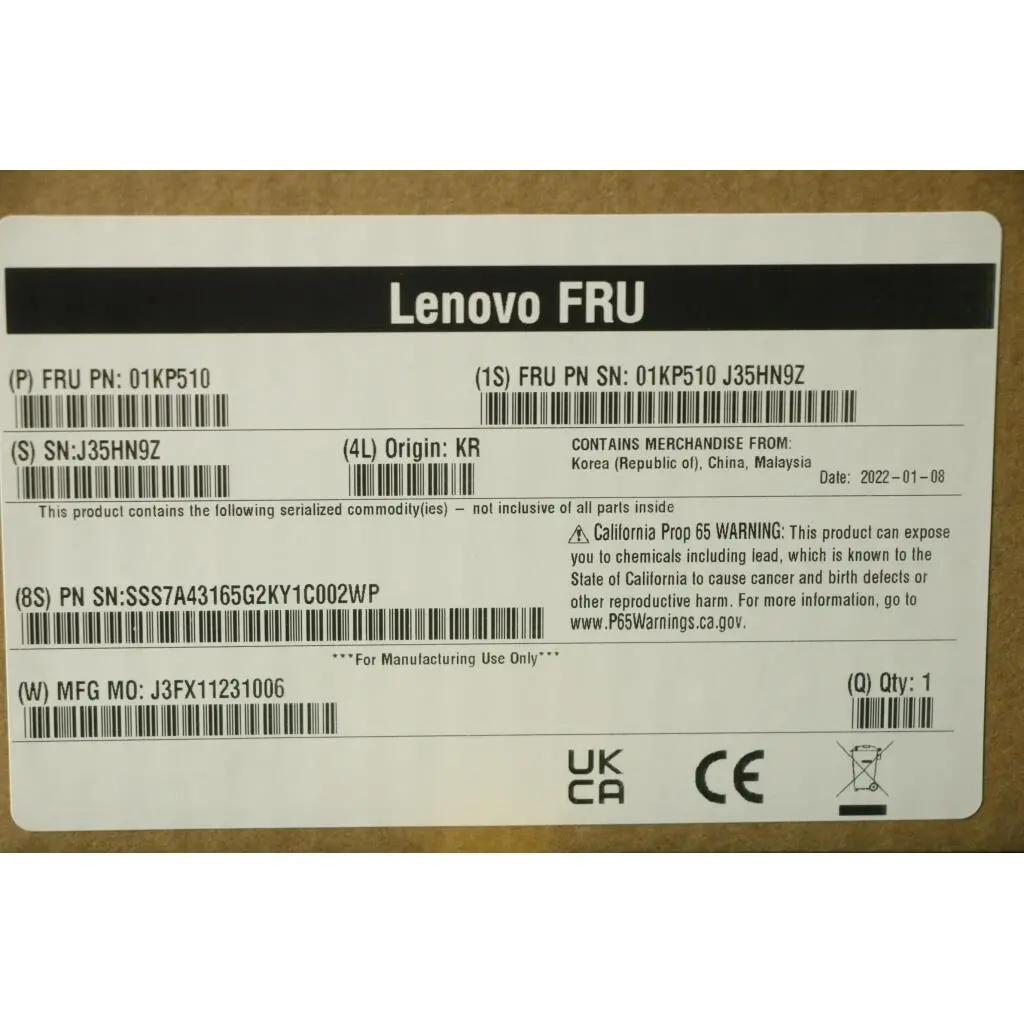 Lenovo FRU
(P) FRU PN: 01KP510
(1S) FRU PN SN: 01KP510 J35HN9Z
(S) SN:J35HN9Z
(4L) Origin: KR
CONTAINS MERCHANDISE FROM:
Korea (Republic of), China, Malaysia
Date: 2022-01-08
This product contains the following serialized commodity(ies) – not inclusive of all parts inside
⚠ California Prop 65 WARNING: This product can expose
you to chemicals including lead, which is known to the
State of California to cause cancer and birth defects or
other reproductive harm. For more information, go to
www.P65Warnings.ca.gov.
(8S) PN SN:SSS7A43165G2KY1C002WP
***For Manufacturing Use Only***
(W) MFG MO: J3FX11231006
(Q) Qty: 1
UK
CA
CE